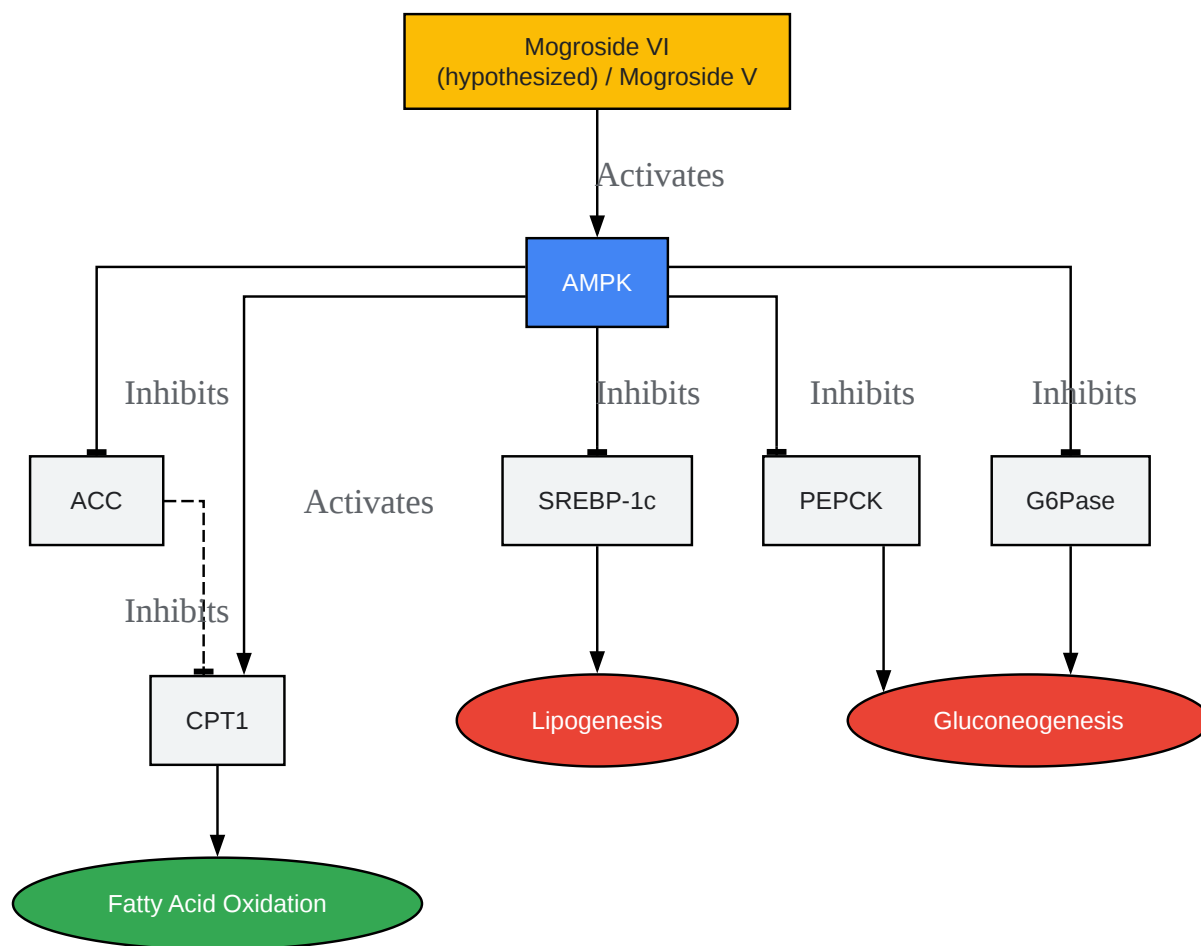 Mogroside VI
(hypothesized) / Mogroside V
Activates
AMPK
Inhibits
Inhibits
Inhibits
Inhibits
ACC
Activates
SREBP-1c
PEPCK
G6Pase
Inhibits
CPT1
Lipogenesis
Gluconeogenesis
Fatty Acid Oxidation